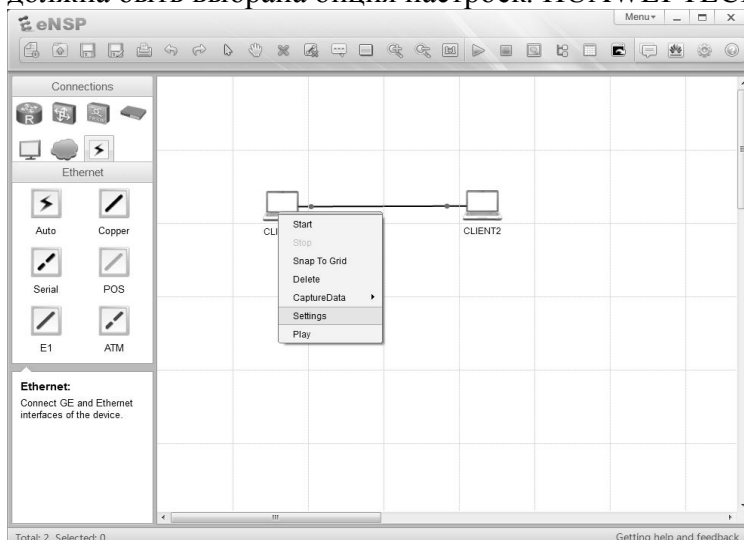 должна быть выбрана опция настроек. HUAWEI TEC
eNSP
Menu
Connections
Ethernet
Auto
Copper
Serial
POS
E1
ATM
Ethernet:
Connect GE and Ethernet
interfaces of the device.
CLIENT2
Start
Stop
Snap To Grid
Delete
CaptureData
Settings
Play
Total: 2 Selected: 0
Getting help and feedback